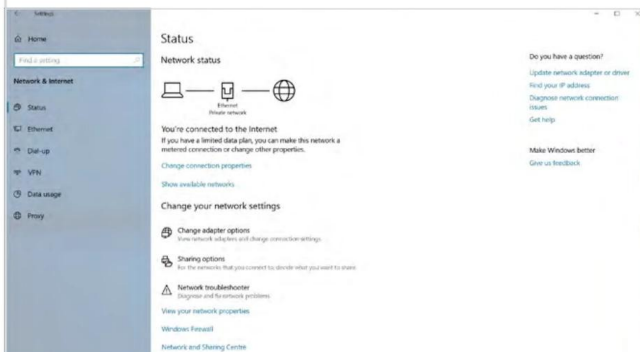 Settings
Home
Find a setting
Network & Internet
Status
Ethernet
Dial-up
VPN
Data usage
Proxy
Status
Network status
Ethernet
Private network
You're connected to the Internet
If you have a limited data plan, you can make this network a
metered connection or change other properties.
Change connection properties
Show available networks
Change your network settings
Change adapter options
View network adapters and change connection settings.
Sharing options
For the networks that you connect to, decide what you want to share.
Network troubleshooter
Diagnose and fix network problems.
View your network properties
Windows Firewall
Network and Sharing Centre
Do you have a question?
Update network adapter or driver
Find your IP address
Diagnose network connection
issues
Get help
Make Windows better
Give us feedback